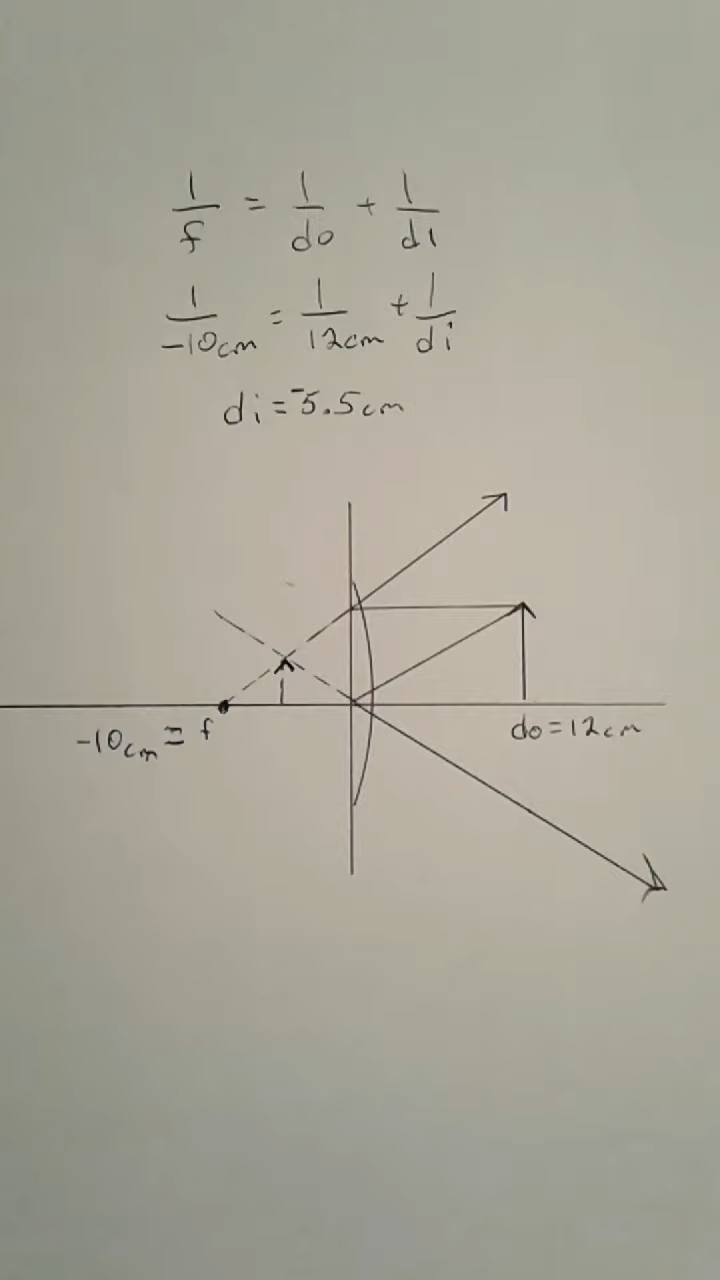 1/f = 1/do + 1/di
1/-10cm = 1/12cm + 1/di
di = -5.5cm
-10cm = f
do = 12cm